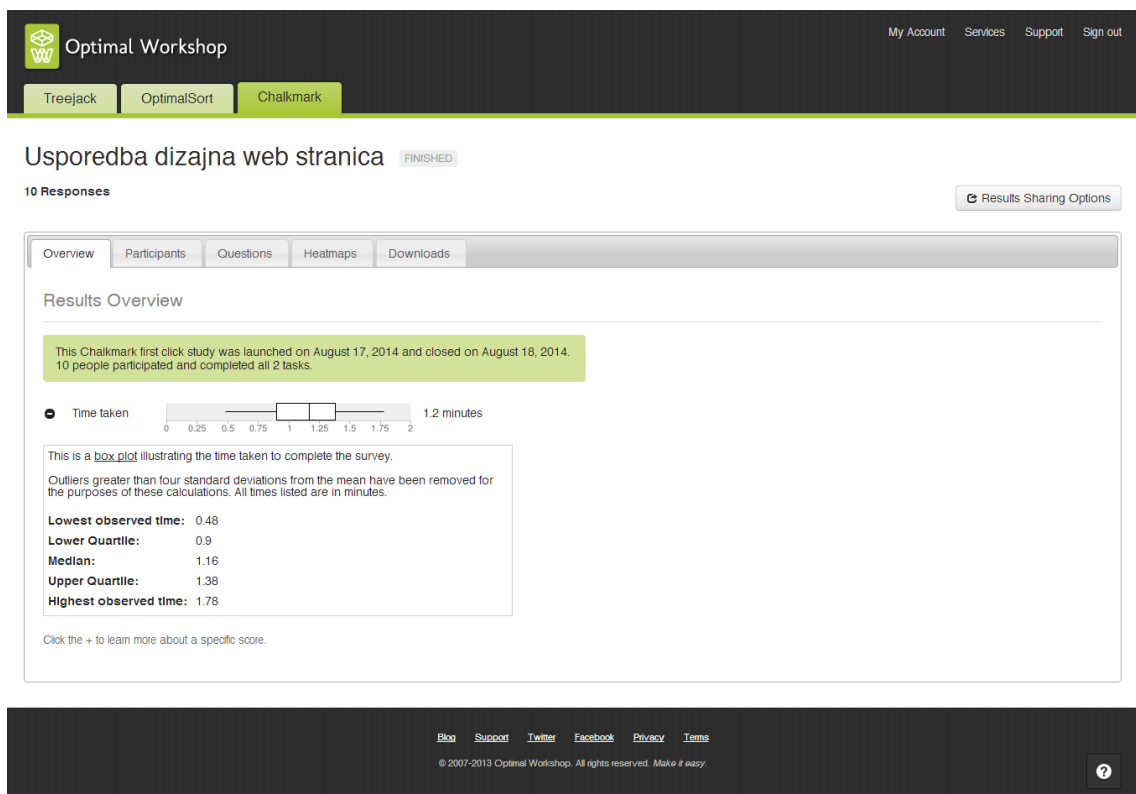 Optimal Workshop
My Account Services Support Sign out
Treejack OptimalSort Chalkmark
Usporedba dizajna web stranica FINISHED
10 Responses
Results Sharing Options
Overview Participants Questions Heatmaps Downloads
Results Overview
This Chalkmark first click study was launched on August 17, 2014 and closed on August 18, 2014.
10 people participated and completed all 2 tasks.
Time taken 1.2 minutes
0 0.25 0.5 0.75 1 1.25 1.5 1.75 2
This is a box plot illustrating the time taken to complete the survey.
Outliers greater than four standard deviations from the mean have been removed for
the purposes of these calculations. All times listed are in minutes.
Lowest observed time: 0.48
Lower Quartile: 0.9
Median: 1.16
Upper Quartile: 1.38
Highest observed time: 1.78
Click the + to learn more about a specific score.
Blog Support Twitter Facebook Privacy Terms
© 2007-2013 Optimal Workshop. All rights reserved. Make it easy.
?